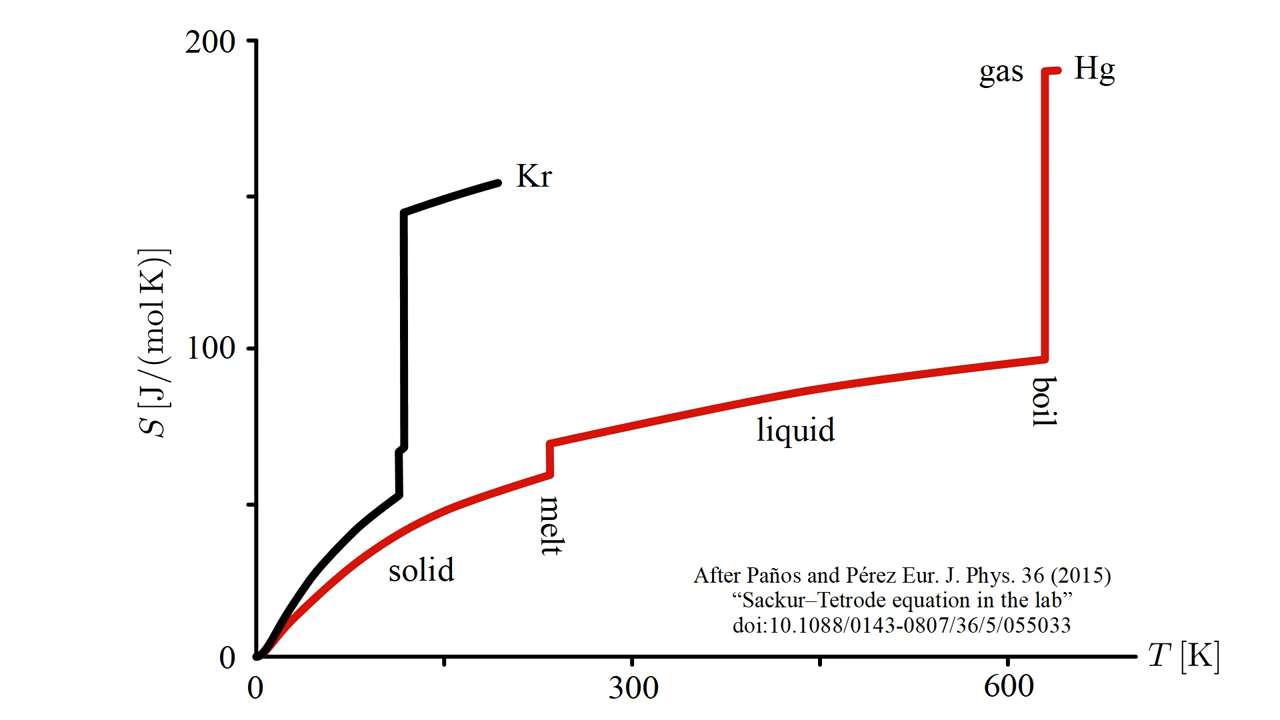 200
gas
Hg
Kr
S [J/(mol K)]
100
boil
liquid
melt
solid
After Paños and Pérez Eur. J. Phys. 36 (2015)
“Sackur–Tetrode equation in the lab”
doi:10.1088/0143-0807/36/5/055033
0
T [K]
0
300
600